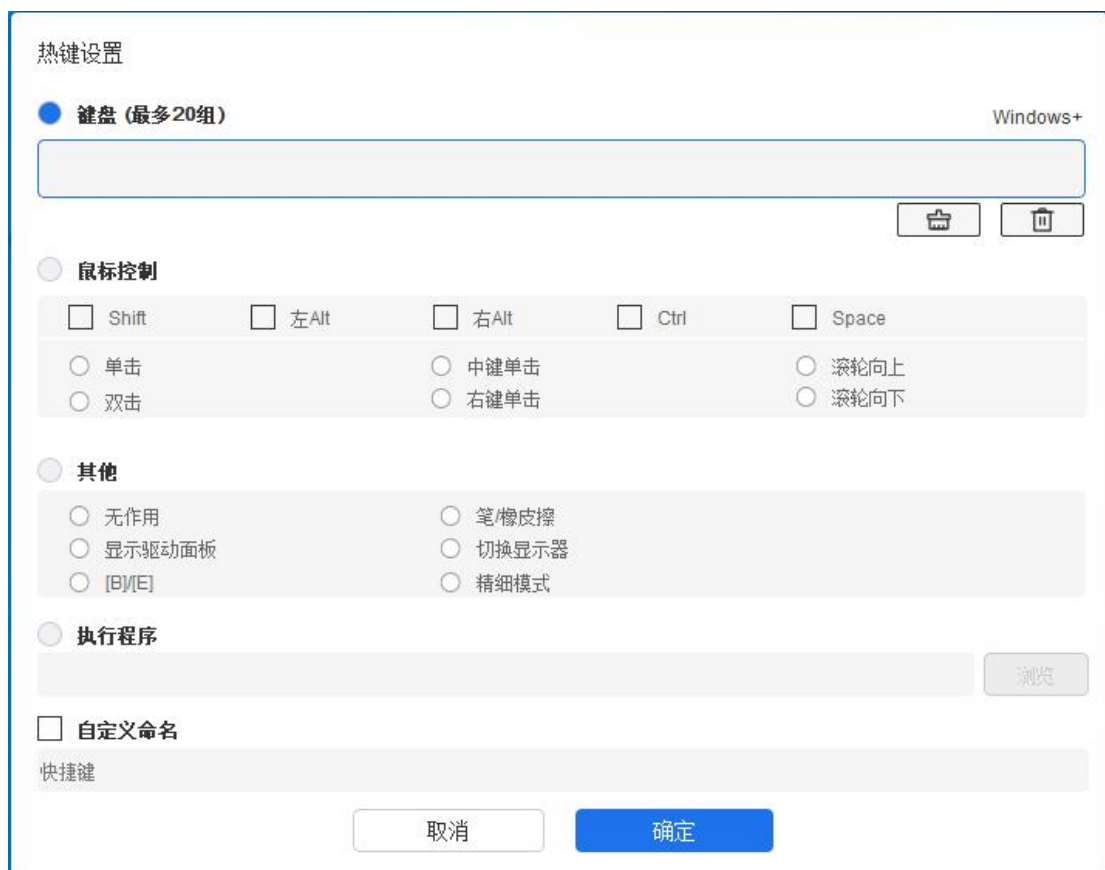 热键设置
键盘 (最多20组)
Windows+
鼠标控制
Shift
左Alt
右Alt
Ctrl
Space
单击
中键单击
滚轮向上
双击
右键单击
滚轮向下
其他
无作用
笔/橡皮擦
显示驱动面板
切换显示器
[B]/[E]
精细模式
执行程序
浏览
自定义命名
快捷键
取消
确定